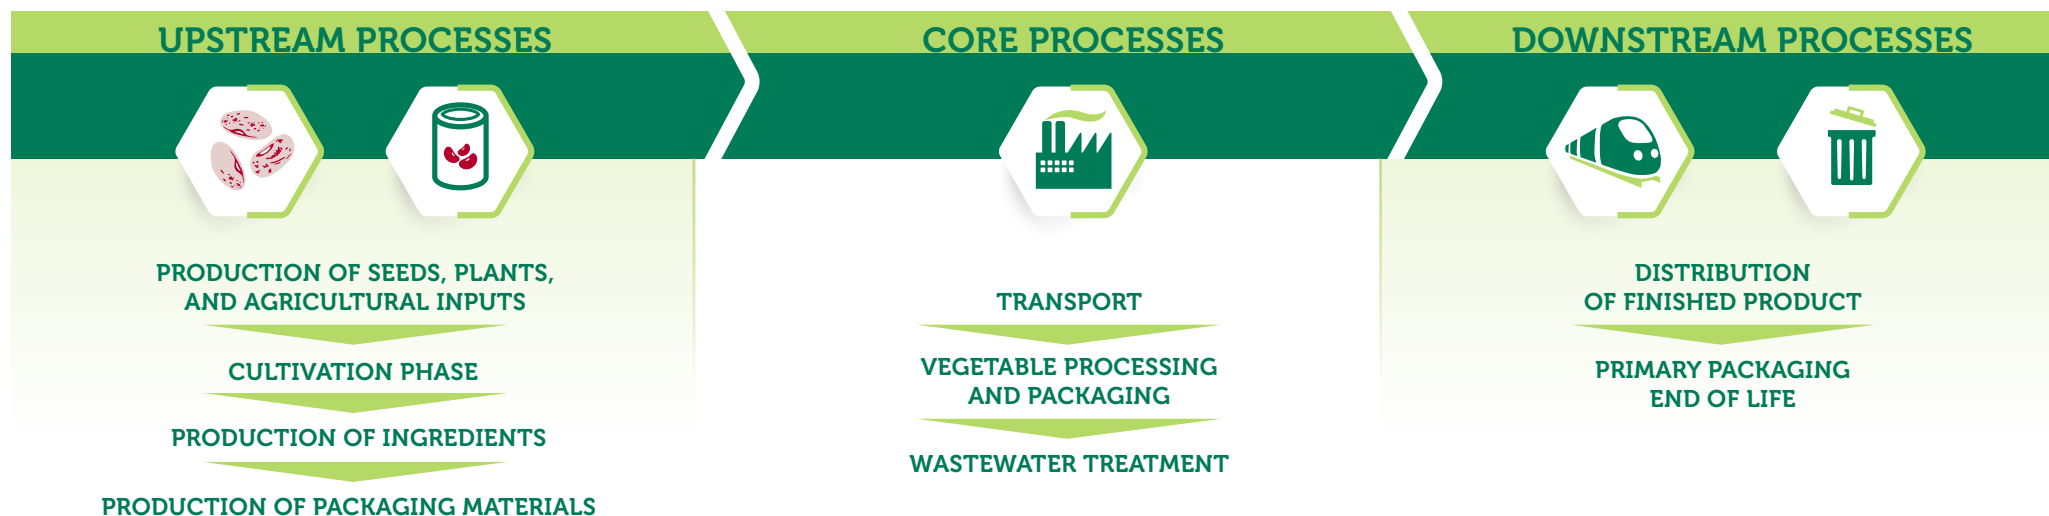 UPSTREAM PROCESSES
PRODUCTION OF SEEDS, PLANTS,
AND AGRICULTURAL INPUTS
CULTIVATION PHASE
PRODUCTION OF INGREDIENTS
PRODUCTION OF PACKAGING MATERIALS
CORE PROCESSES
TRANSPORT
VEGETABLE PROCESSING
AND PACKAGING
WASTEWATER TREATMENT
DOWNSTREAM PROCESSES
DISTRIBUTION
OF FINISHED PRODUCT
PRIMARY PACKAGING
END OF LIFE